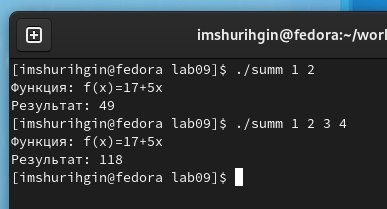 imshurihgin@fedora:~/worl
[imshurihgin@fedora lab09]$ ./summ 1 2
Функция: f(x)=17+5x
Результат: 49
[imshurihgin@fedora lab09]$ ./summ 1 2 3 4
Функция: f(x)=17+5x
Результат: 118
[imshurihgin@fedora lab09]$